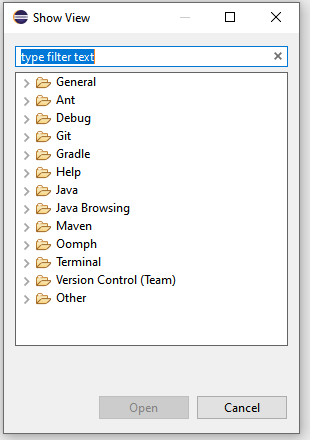 Show View
type filter text
General
Ant
Debug
Git
Gradle
Help
Java
Java Browsing
Maven
Oomph
Terminal
Version Control (Team)
Other
Open Cancel